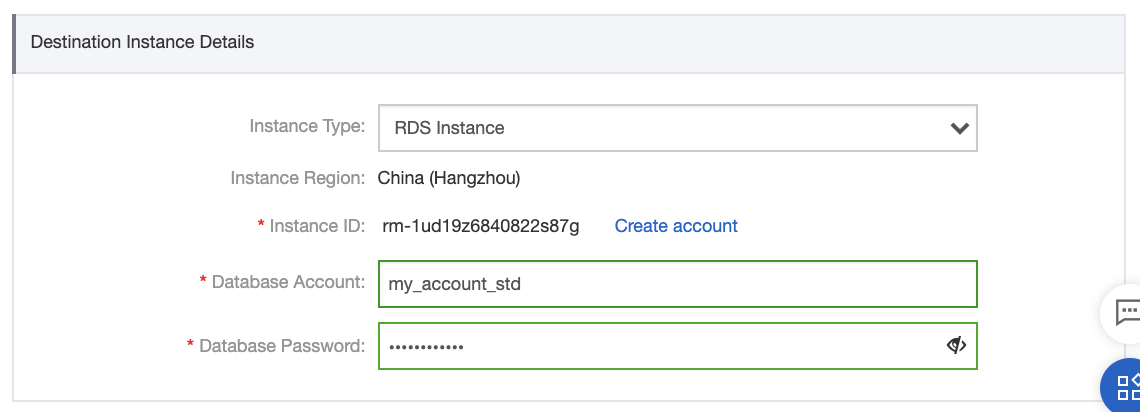 Destination Instance Details
Instance Type: RDS Instance
Instance Region: China (Hangzhou)
* Instance ID: rm-1ud19z6840822s87g Create account
* Database Account: my_account_std
* Database Password: ••••••••••••